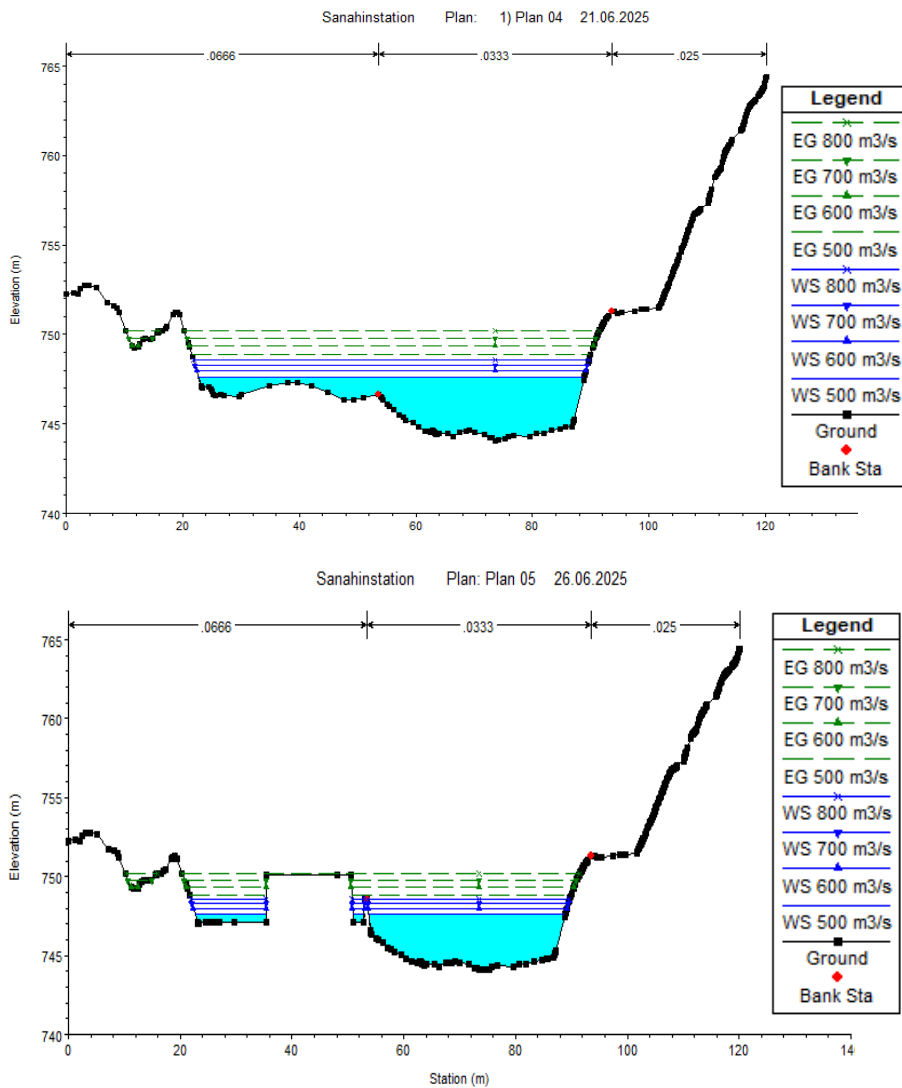 Sanahinstation Plan: 1) Plan 04 21.06.2025
.0666 .0333 .025
765
760
755
750
745
740
Elevation (m)
0 20 40 60 80 100 120
Legend
EG 800 m3/s
EG 700 m3/s
EG 600 m3/s
EG 500 m3/s
WS 800 m3/s
WS 700 m3/s
WS 600 m3/s
WS 500 m3/s
Ground
Bank Sta
Sanahinstation Plan: Plan 05 26.06.2025
.0666 .0333 .025
765
760
755
750
745
740
Elevation (m)
0 20 40 60 80 100 120 14
Station (m)
Legend
EG 800 m3/s
EG 700 m3/s
EG 600 m3/s
EG 500 m3/s
WS 800 m3/s
WS 700 m3/s
WS 600 m3/s
WS 500 m3/s
Ground
Bank Sta